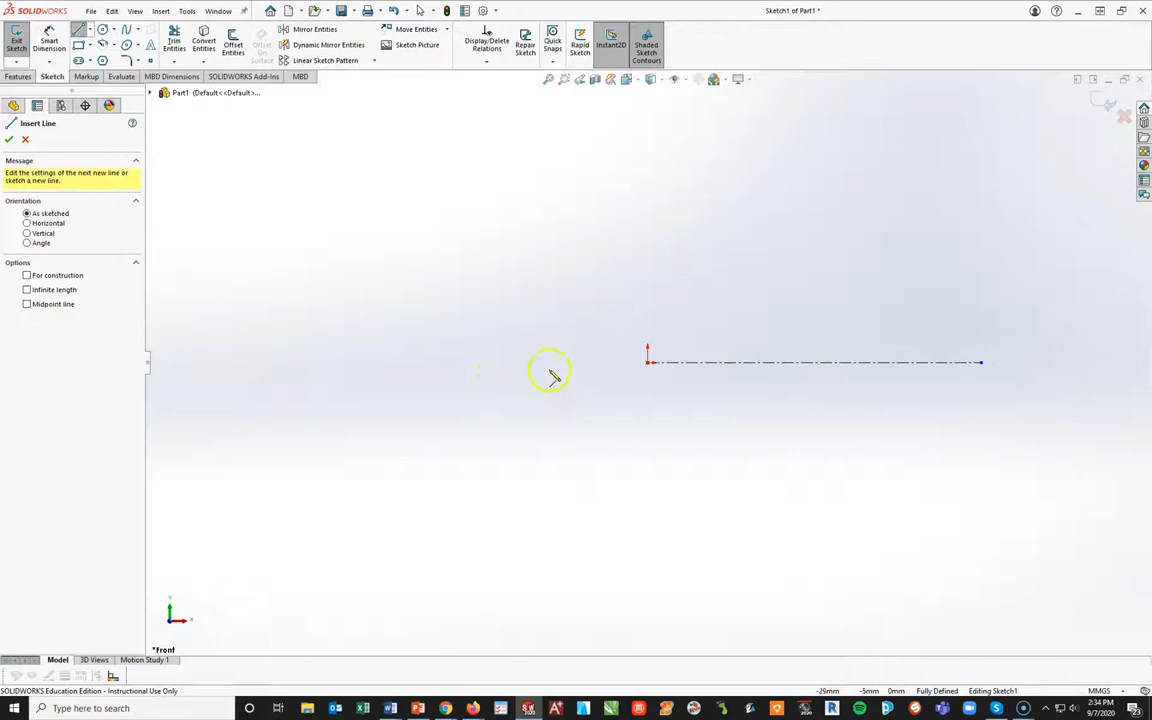 SOLIDWORKS
File Edit View Insert Tools Window
Sketch1 of Part1 *
Exit Sketch
Smart Dimension
Trim Entities
Convert Entities
Offset Entities
Offset On Surface
Mirror Entities
Dynamic Mirror Entities
Linear Sketch Pattern
Move Entities
Sketch Picture
Display/Delete Relations
Repair Sketch
Quick Snaps
Rapid Sketch
Instant2D
Shaded Sketch Contours
Features Sketch Markup Evaluate MBD Dimensions SOLIDWORKS Add-Ins MBD
Part1 (Default<<Default>...
Insert Line
Message
Edit the settings of the next new line or
sketch a new line.
Orientation
As sketched
Horizontal
Vertical
Angle
Options
For construction
Infinite length
Midpoint line
Y
X
*Front
Model 3D Views Motion Study 1
SOLIDWORKS Education Edition - Instructional Use Only
-29mm -5mm 0mm Fully Defined Editing Sketch1 MMGS
Type here to search
2:34 PM
9/7/2020